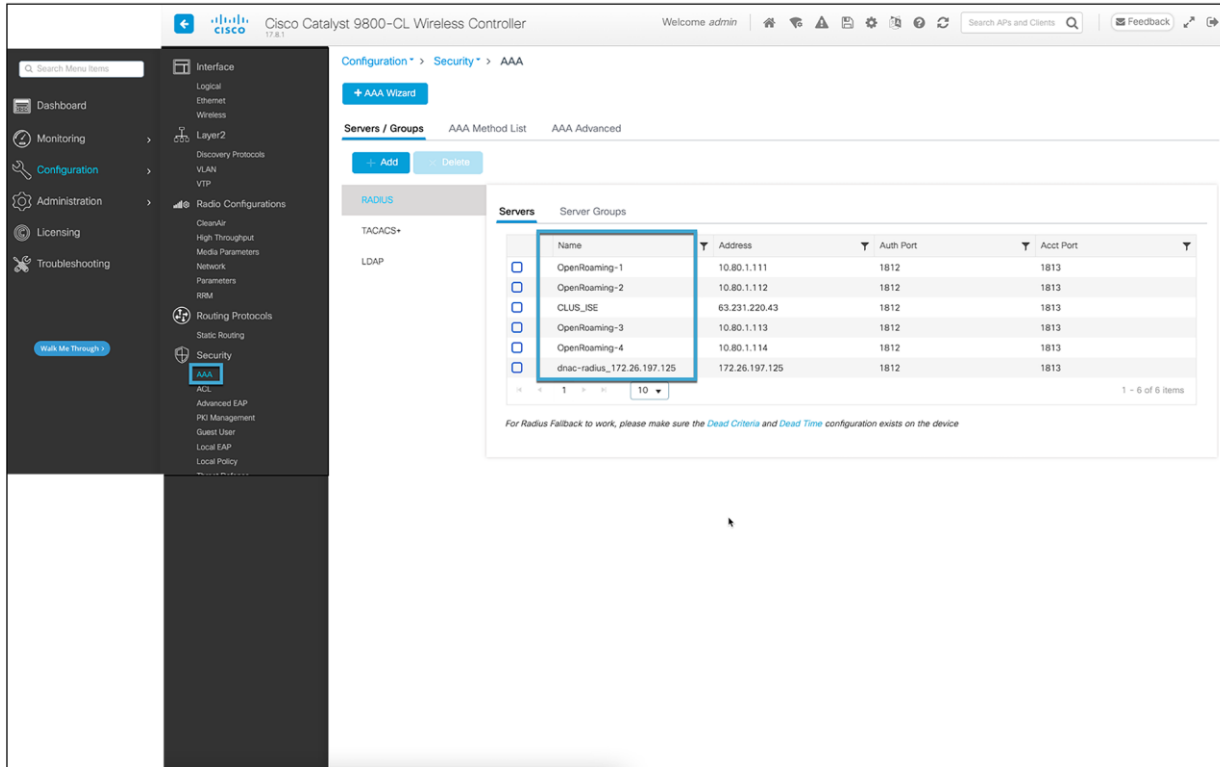 cisco
Cisco Catalyst 9800-CL Wireless Controller
17.8.1
Welcome admin
Search APs and Clients
Feedback
Search Menu Items
Dashboard
Monitoring
Configuration
Administration
Licensing
Troubleshooting
Walk Me Through >
Interface
Logical
Ethernet
Wireless
Layer2
Discovery Protocols
VLAN
VTP
Radio Configurations
CleanAir
High Throughput
Media Parameters
Network
Parameters
RRM
Routing Protocols
Static Routing
Security
AAA
ACL
Advanced EAP
PKI Management
Guest User
Local EAP
Local Policy
Configuration > Security > AAA
+ AAA Wizard
Servers / Groups AAA Method List AAA Advanced
+ Add × Delete
RADIUS
TACACS+
LDAP
Servers Server Groups
Name Address Auth Port Acct Port
OpenRoaming-1 10.80.1.111 1812 1813
OpenRoaming-2 10.80.1.112 1812 1813
CLUS_ISE 63.231.220.43 1812 1813
OpenRoaming-3 10.80.1.113 1812 1813
OpenRoaming-4 10.80.1.114 1812 1813
dnac-radius_172.26.197.125 172.26.197.125 1812 1813
1 10 1 - 6 of 6 items
For Radius Fallback to work, please make sure the Dead Criteria and Dead Time configuration exists on the device